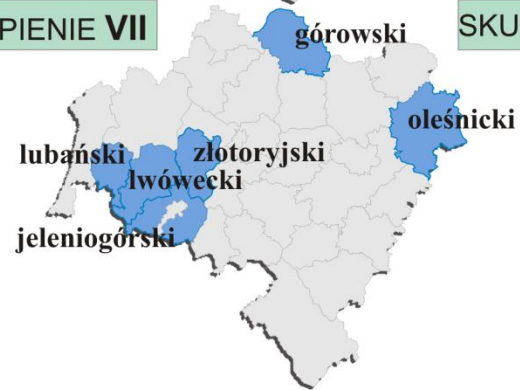 PIENIE VII
SKU
górowski
oleśnicki
lubański
złotoryjski
lwówecki
jeleniogórski